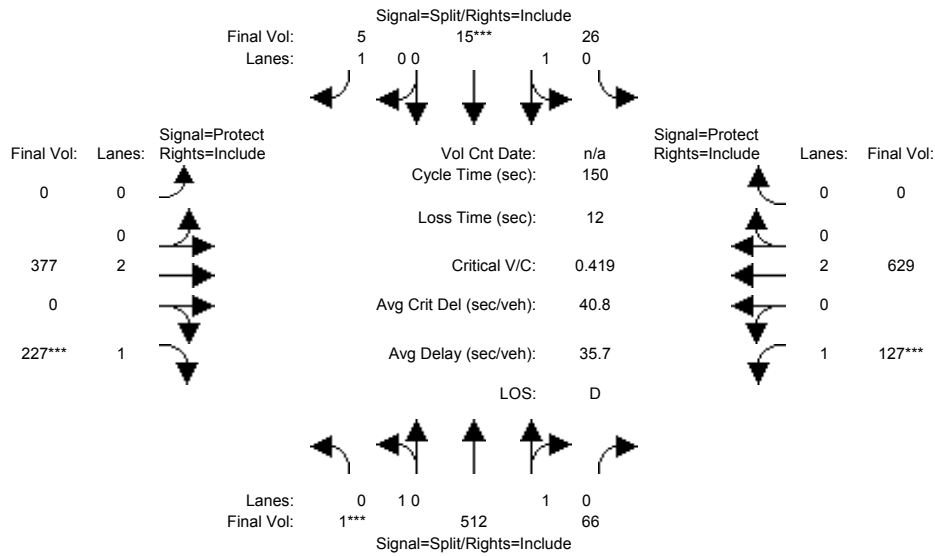 Signal=Split/Rights=Include
Final Vol: 5 15*** 26
Lanes: 1 0 0 1 0
Signal=Protect Signal=Protect
Final Vol: Lanes: Rights=Include Vol Cnt Date: n/a Rights=Include Lanes: Final Vol:
Cycle Time (sec): 150
0 0 0 0
Loss Time (sec): 12
0 0
377 2 Critical V/C: 0.419 2 629
0 Avg Crit Del (sec/veh): 40.8 0
227*** 1 Avg Delay (sec/veh): 35.7 1 127***
LOS: D
Lanes: 0 1 0 1 0
Final Vol: 1*** 512 66
Signal=Split/Rights=Include